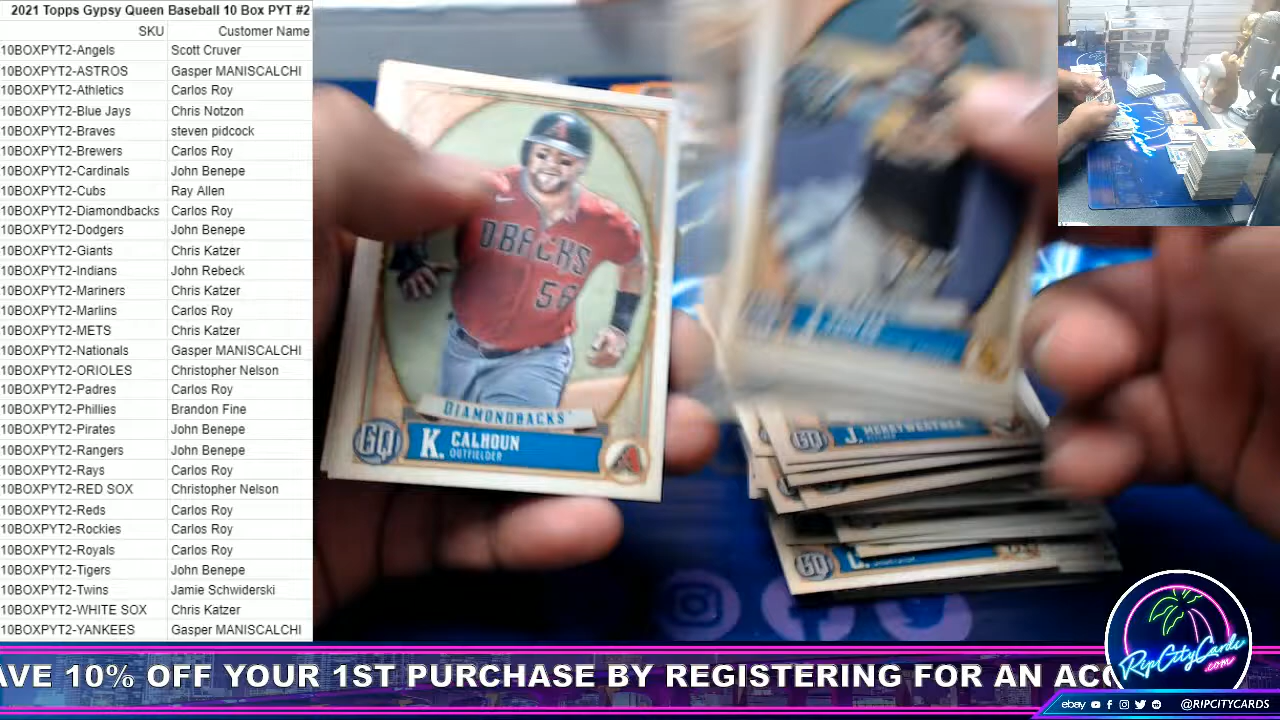 2021 Topps Gypsy Queen Baseball 10 Box PYT #2
SKU Customer Name
10BOXPYT2-Angels Scott Cruver
10BOXPYT2-ASTROS Gasper MANISCALCHI
10BOXPYT2-Athletics Carlos Roy
10BOXPYT2-Blue Jays Chris Notzon
10BOXPYT2-Braves steven pidcock
10BOXPYT2-Brewers Carlos Roy
10BOXPYT2-Cardinals John Benepe
10BOXPYT2-Cubs Ray Allen
10BOXPYT2-Diamondbacks Carlos Roy
10BOXPYT2-Dodgers John Benepe
10BOXPYT2-Giants Chris Katzer
10BOXPYT2-Indians John Rebeck
10BOXPYT2-Mariners Chris Katzer
10BOXPYT2-Marlins Carlos Roy
10BOXPYT2-METS Chris Katzer
10BOXPYT2-Nationals Gasper MANISCALCHI
10BOXPYT2-ORIOLES Christopher Nelson
10BOXPYT2-Padres Carlos Roy
10BOXPYT2-Phillies Brandon Fine
10BOXPYT2-Pirates John Benepe
10BOXPYT2-Rangers John Benepe
10BOXPYT2-Rays Carlos Roy
10BOXPYT2-RED SOX Christopher Nelson
10BOXPYT2-Reds Carlos Roy
10BOXPYT2-Rockies Carlos Roy
10BOXPYT2-Royals Carlos Roy
10BOXPYT2-Tigers John Benepe
10BOXPYT2-Twins Jamie Schwiderski
10BOXPYT2-WHITE SOX Chris Katzer
10BOXPYT2-YANKEES Gasper MANISCALCHI
DBACKS
56
DIAMONDBACKS
GQ K. CALHOUN
OUTFIELDER
GQ J. MERRYWEATHER
PITCHER
GQ
AVE 10% OFF YOUR 1ST PURCHASE BY REGISTERING FOR AN ACC
RipCityCards
.com
ebay @RIPCITYCARDS